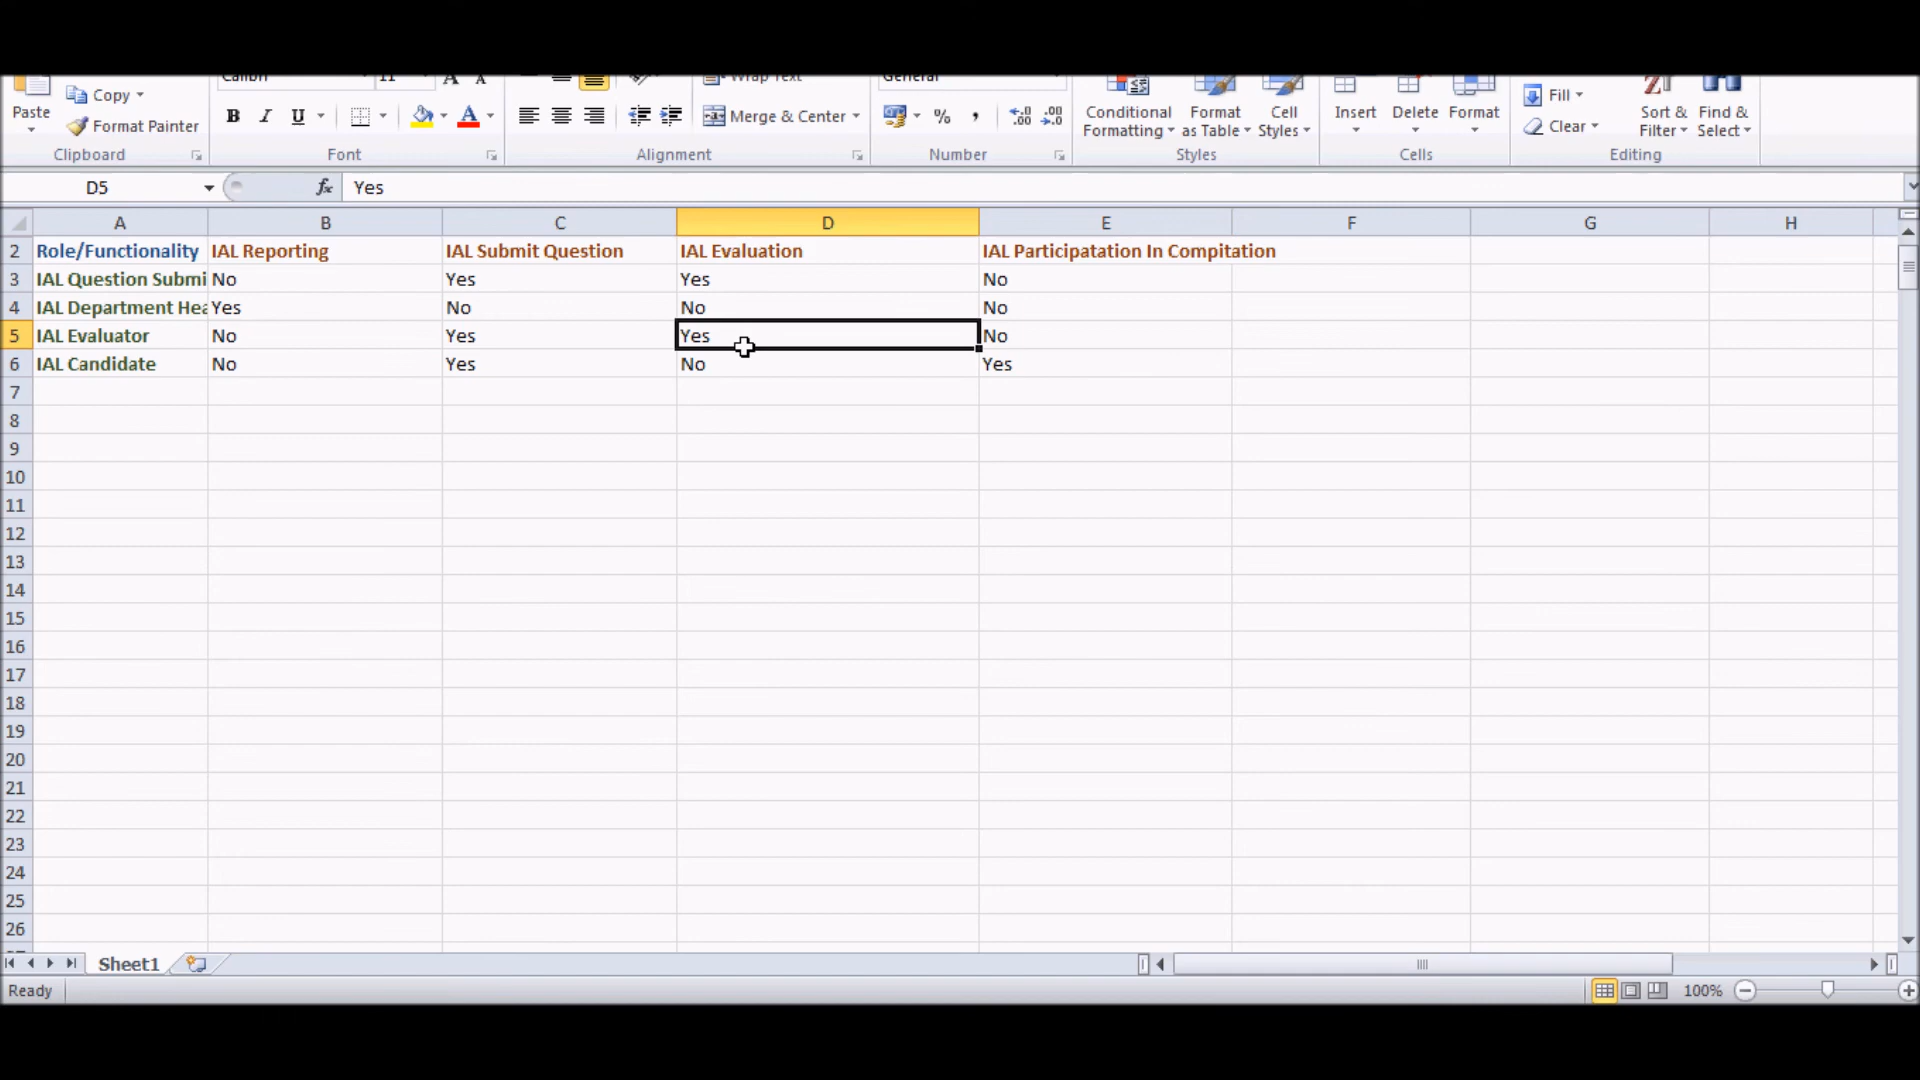 Calibri 11 A A Wrap Text General
Paste Copy Format Painter B I U A Merge & Center % , .00 Conditional Formatting Format as Table Cell Styles Insert Delete Format Fill Clear Sort & Filter Find & Select
Clipboard Font Alignment Number Styles Cells Editing
D5 fx Yes
A B C D E F G H
2 Role/Functionality IAL Reporting IAL Submit Question IAL Evaluation IAL Participatation In Compitation
3 IAL Question Submi No Yes Yes No
4 IAL Department Hea Yes No No No
5 IAL Evaluator No Yes Yes No
6 IAL Candidate No Yes No Yes
7
8
9
10
11
12
13
14
15
16
17
18
19
20
21
22
23
24
25
26
Sheet1
Ready 100%